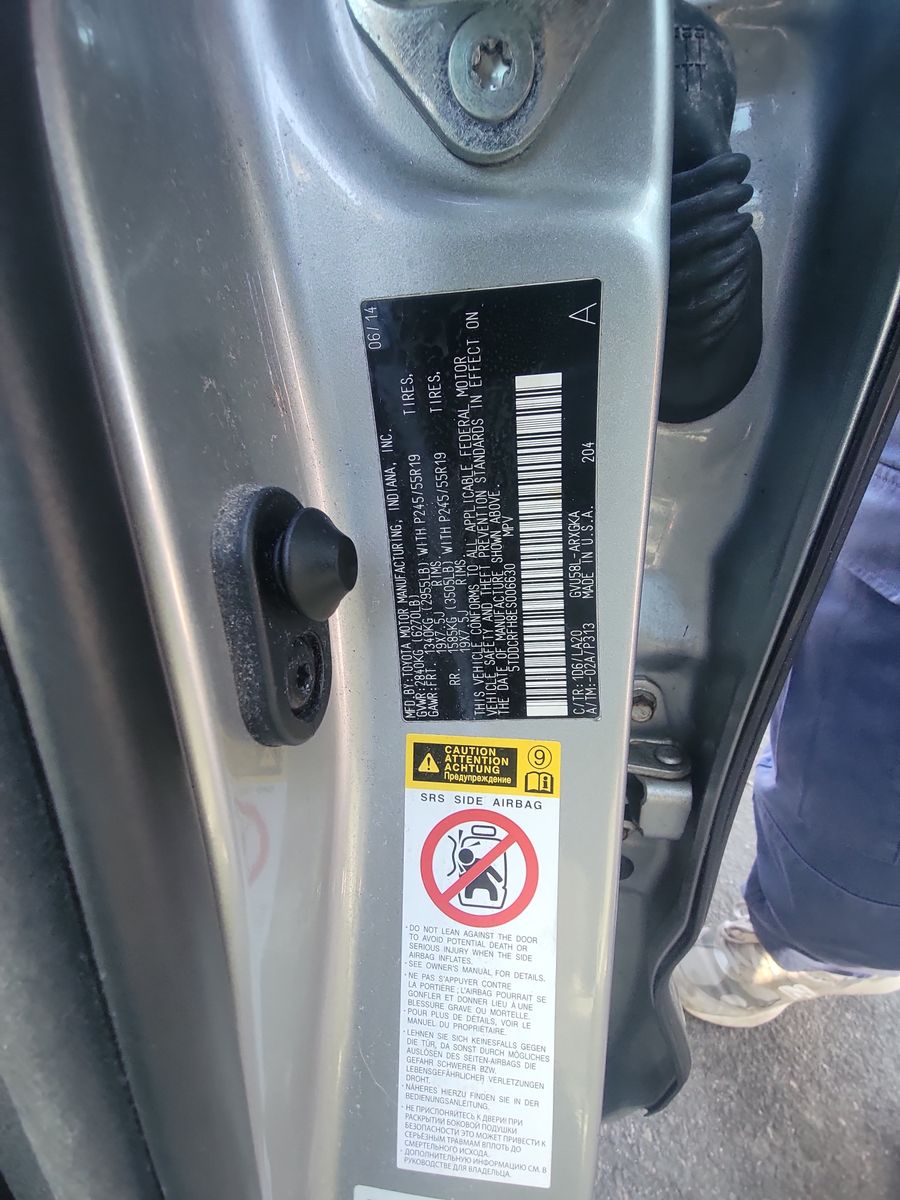 06/14
MFD.BY:TOYOTA MOTOR MANUFACTURING, INDIANA, INC.
GVWR:2840KG (6270LB)
GAWR:FRT. 1340KG (2955LB) WITH P245/55R19 TIRES,
19X7.5J RIMS
RR. 1585KG (3505LB) WITH P245/55R19 TIRES,
19X7.5J RIMS
THIS VEHICLE CONFORMS TO ALL APPLICABLE FEDERAL MOTOR
VEHICLE SAFETY AND THEFT PREVENTION STANDARDS IN EFFECT ON
THE DATE OF MANUFACTURE SHOWN ABOVE.
5TDDCRFH8ES006630 MPV
C/TR:1D6/LA20 GVU58L-ARXGKA
A/TM:-02A/P313 MADE IN U.S.A. 204
A
CAUTION
ATTENTION
ACHTUNG
Предупреждение
9
SRS SIDE AIRBAG
· DO NOT LEAN AGAINST THE DOOR
TO AVOID POTENTIAL DEATH OR
SERIOUS INJURY WHEN THE SIDE
AIRBAG INFLATES.
· SEE OWNER'S MANUAL FOR DETAILS.
· NE PAS S'APPUYER CONTRE
LA PORTIÈRE ; L'AIRBAG POURRAIT SE
GONFLER ET DONNER LIEU À UNE
BLESSURE GRAVE OU MORTELLE.
· POUR PLUS DE DÉTAILS, VOIR LE
MANUEL DU PROPRIÉTAIRE.
· LEHNEN SIE SICH KEINESFALLS GEGEN
DIE TÜR, DA SONST DURCH MÖGLICHES
AUSLÖSEN DES SEITEN-AIRBAGS DIE
GEFAHR SCHWERER BZW.
LEBENSGEFÄHRLICHER VERLETZUNGEN
DROHT.
· NÄHERES HIERZU FINDEN SIE IN DER
BEDIENUNGSANLEITUNG.
· НЕ ПРИСЛОНЯЙТЕСЬ К ДВЕРИ! ПРИ
РАСКРЫТИИ БОКОВОЙ ПОДУШКИ
БЕЗОПАСНОСТИ ЭТО МОЖЕТ ПРИВЕСТИ К
СЕРЬЁЗНЫМ ТРАВМАМ ВПЛОТЬ ДО
СМЕРТЕЛЬНОГО ИСХОДА.
· ДОПОЛНИТЕЛЬНУЮ ИНФОРМАЦИЮ СМ. В
РУКОВОДСТВЕ ДЛЯ ВЛАДЕЛЬЦА.